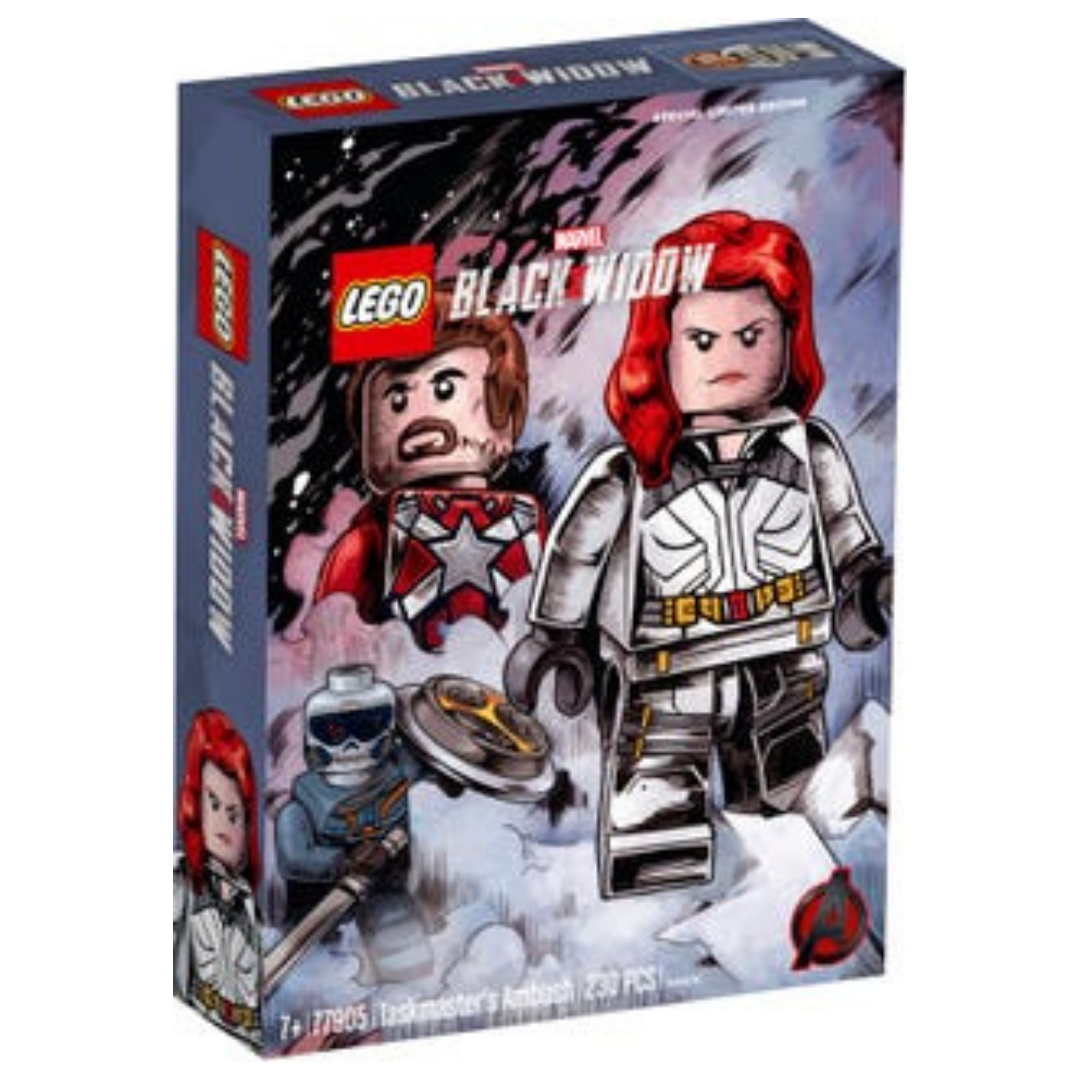 LEGO
MARVEL
BLACK WIDOW
SPECIAL LIMITED EDITION
LEGO
MARVEL
BLACK WIDOW
LEGO
MARVEL
BLACK WIDOW
7+ | 77905 | Taskmaster's Ambush | 230 PCS